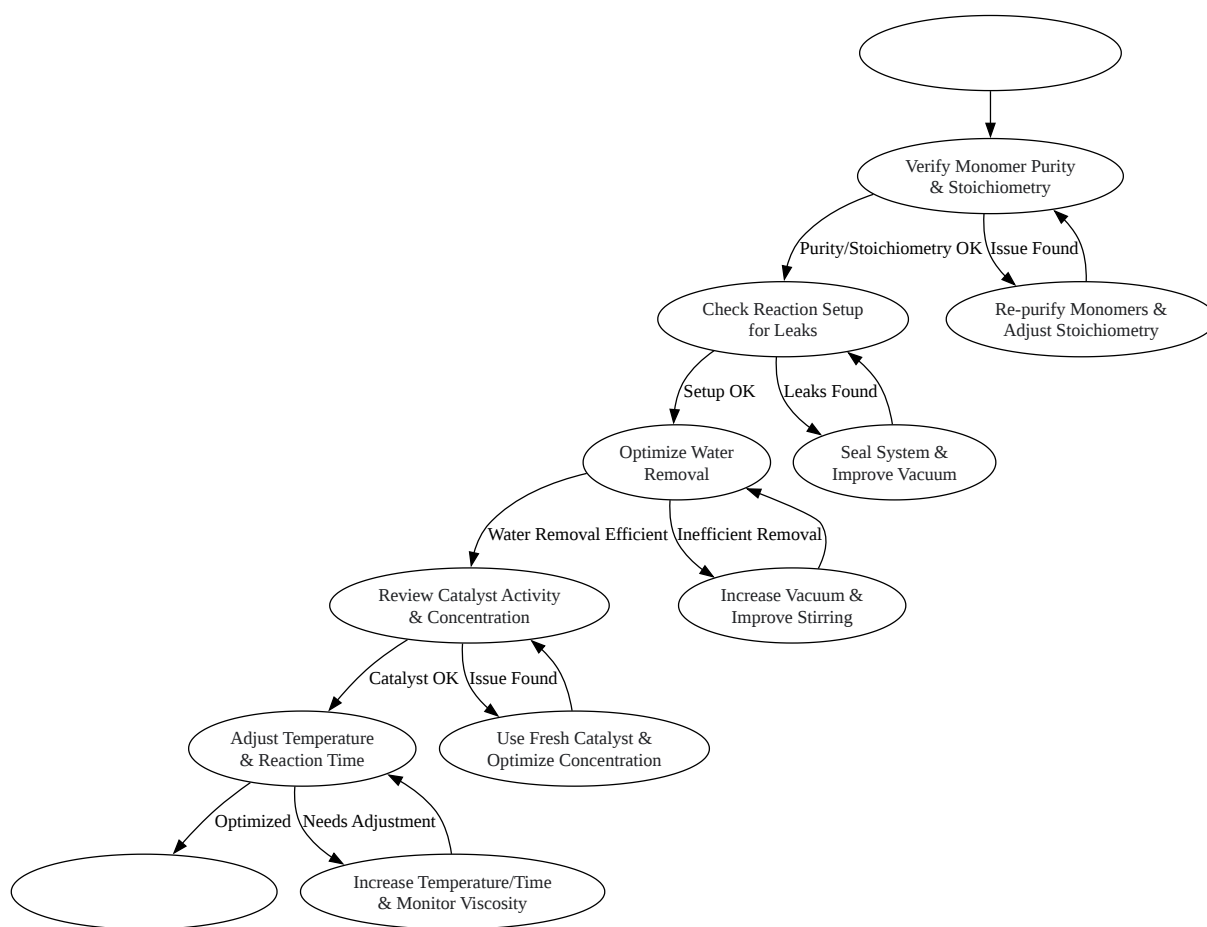 Verify Monomer Purity
& Stoichiometry
Purity/Stoichiometry OK
Issue Found
Check Reaction Setup
for Leaks
Re-purify Monomers &
Adjust Stoichiometry
Setup OK
Leaks Found
Optimize Water
Removal
Seal System &
Improve Vacuum
Water Removal Efficient
Inefficient Removal
Review Catalyst Activity
& Concentration
Increase Vacuum &
Improve Stirring
Catalyst OK
Issue Found
Adjust Temperature
& Reaction Time
Use Fresh Catalyst &
Optimize Concentration
Optimized
Needs Adjustment
Increase Temperature/Time
& Monitor Viscosity